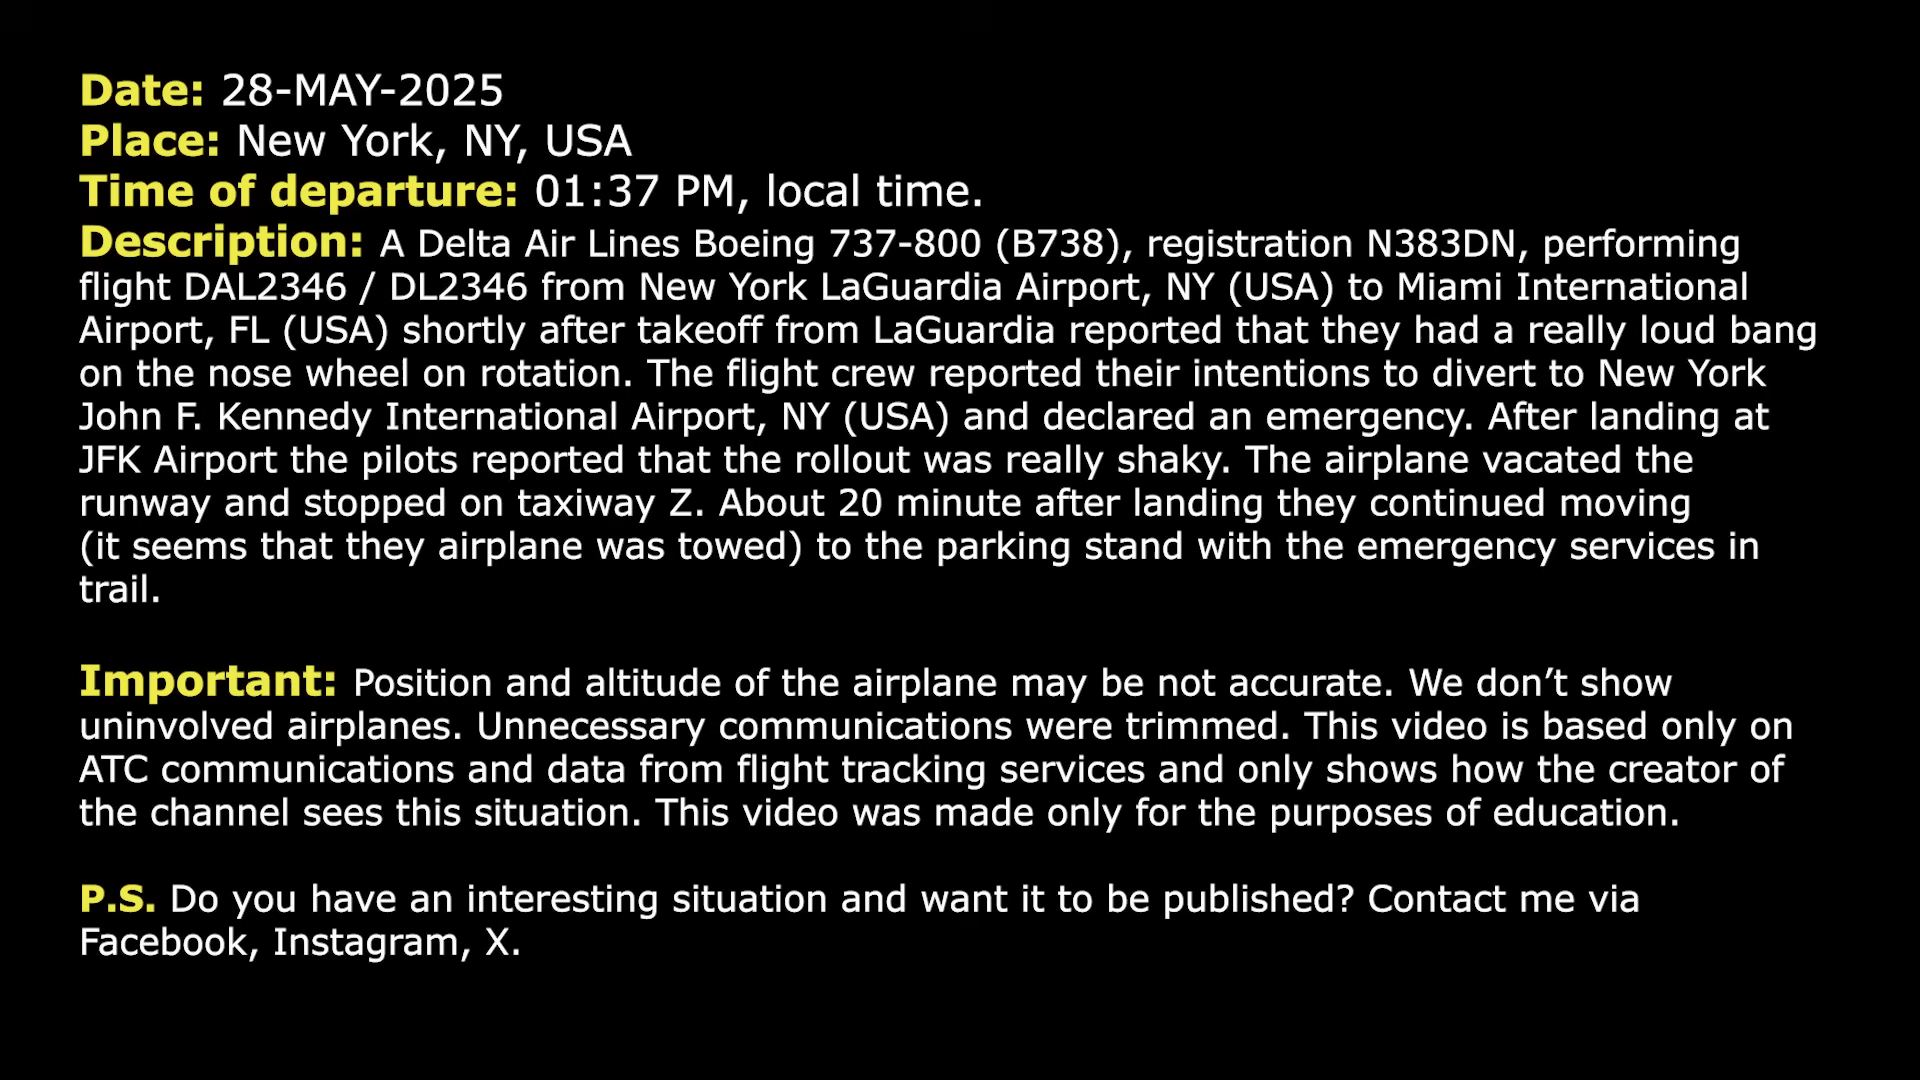 Date: 28-MAY-2025
Place: New York, NY, USA
Time of departure: 01:37 PM, local time.
Description: A Delta Air Lines Boeing 737-800 (B738), registration N383DN, performing
flight DAL2346 / DL2346 from New York LaGuardia Airport, NY (USA) to Miami International
Airport, FL (USA) shortly after takeoff from LaGuardia reported that they had a really loud bang
on the nose wheel on rotation. The flight crew reported their intentions to divert to New York
John F. Kennedy International Airport, NY (USA) and declared an emergency. After landing at
JFK Airport the pilots reported that the rollout was really shaky. The airplane vacated the
runway and stopped on taxiway Z. About 20 minute after landing they continued moving
(it seems that they airplane was towed) to the parking stand with the emergency services in
trail.
Important: Position and altitude of the airplane may be not accurate. We don’t show
uninvolved airplanes. Unnecessary communications were trimmed. This video is based only on
ATC communications and data from flight tracking services and only shows how the creator of
the channel sees this situation. This video was made only for the purposes of education.
P.S. Do you have an interesting situation and want it to be published? Contact me via
Facebook, Instagram, X.